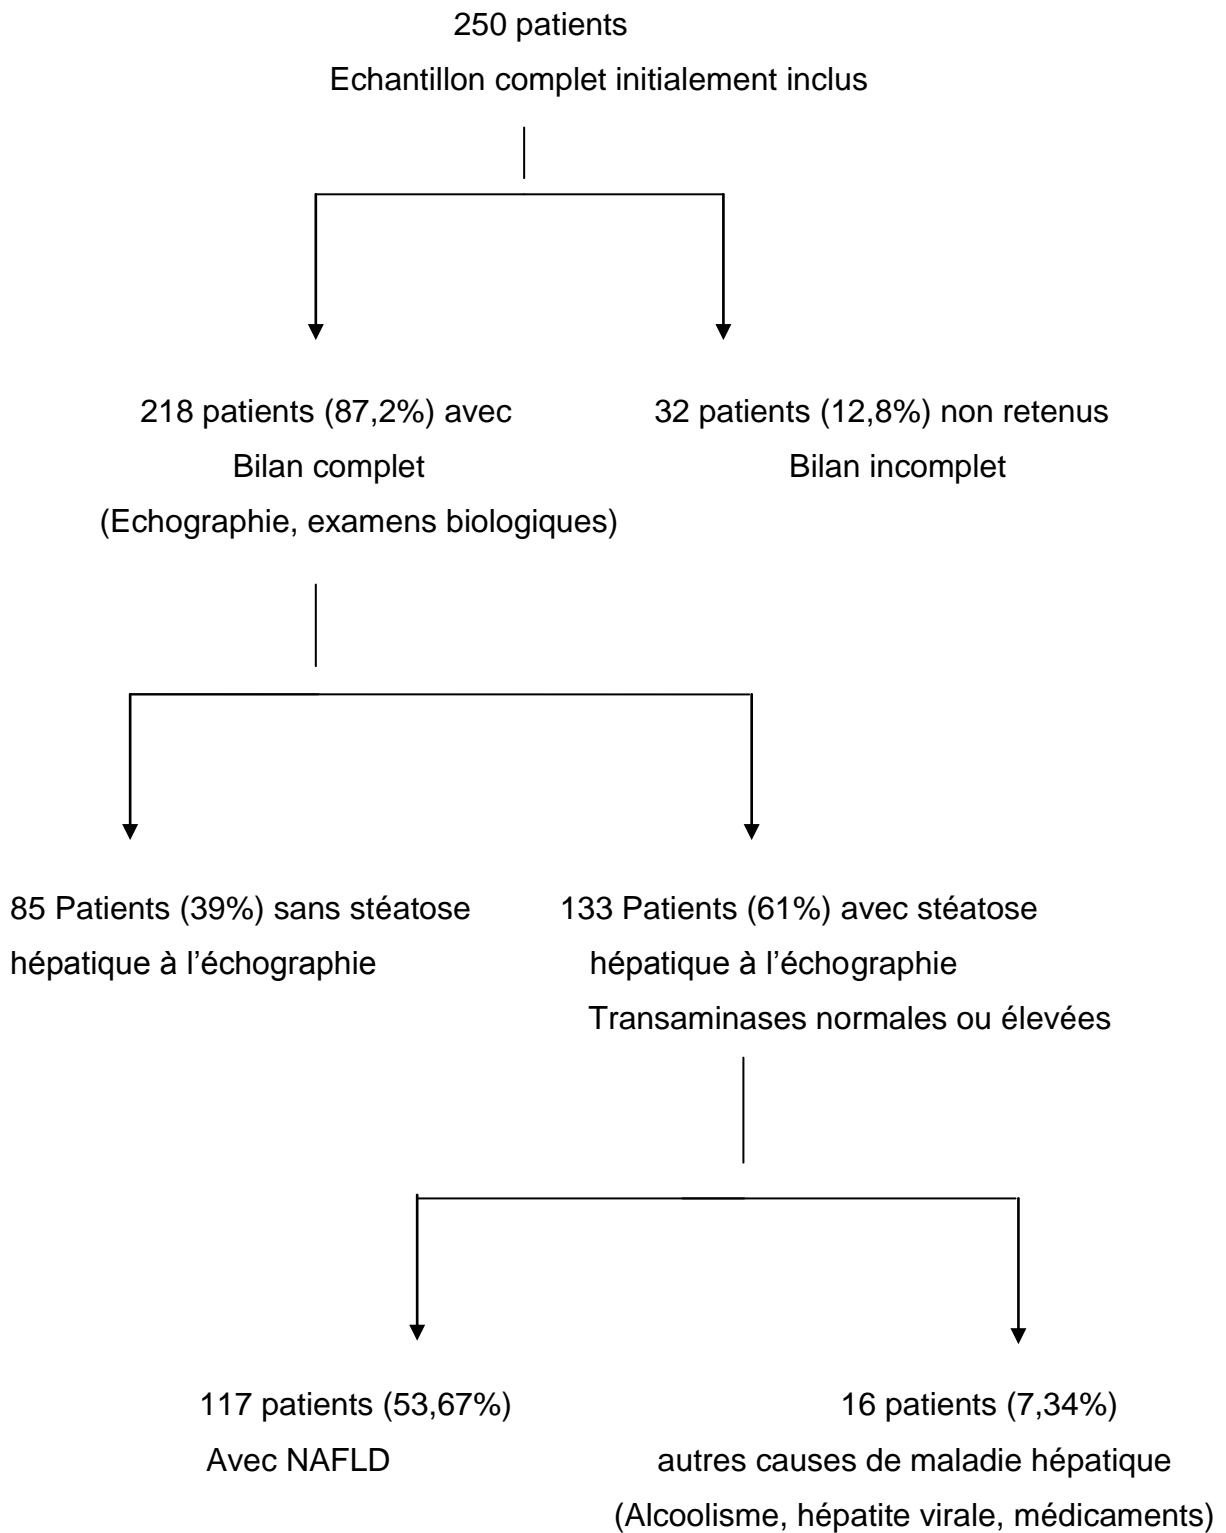 250 patients
Echantillon complet initialement inclus
218 patients (87,2%) avec
Bilan complet
(Echographie, examens biologiques)
32 patients (12,8%) non retenus
Bilan incomplet
85 Patients (39%) sans stéatose
hépatique à l’échographie
133 Patients (61%) avec stéatose
hépatique à l’échographie
Transaminases normales ou élevées
117 patients (53,67%)
Avec NAFLD
16 patients (7,34%)
autres causes de maladie hépatique
(Alcoolisme, hépatite virale, médicaments)